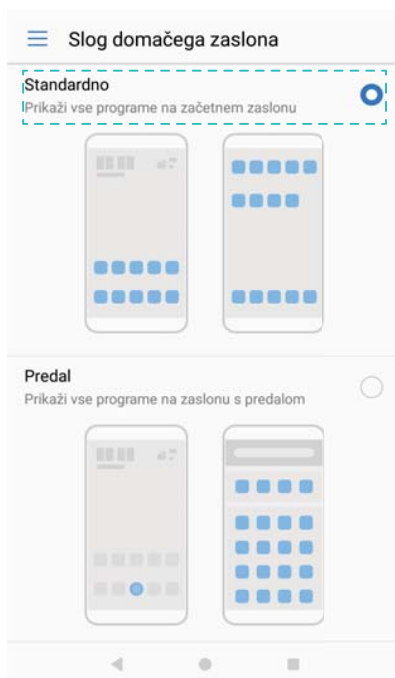 Slog domačega zaslona
Standardno
Prikaži vse programe na začetnem zaslonu
Predal
Prikaži vse programe na zaslonu s predalom